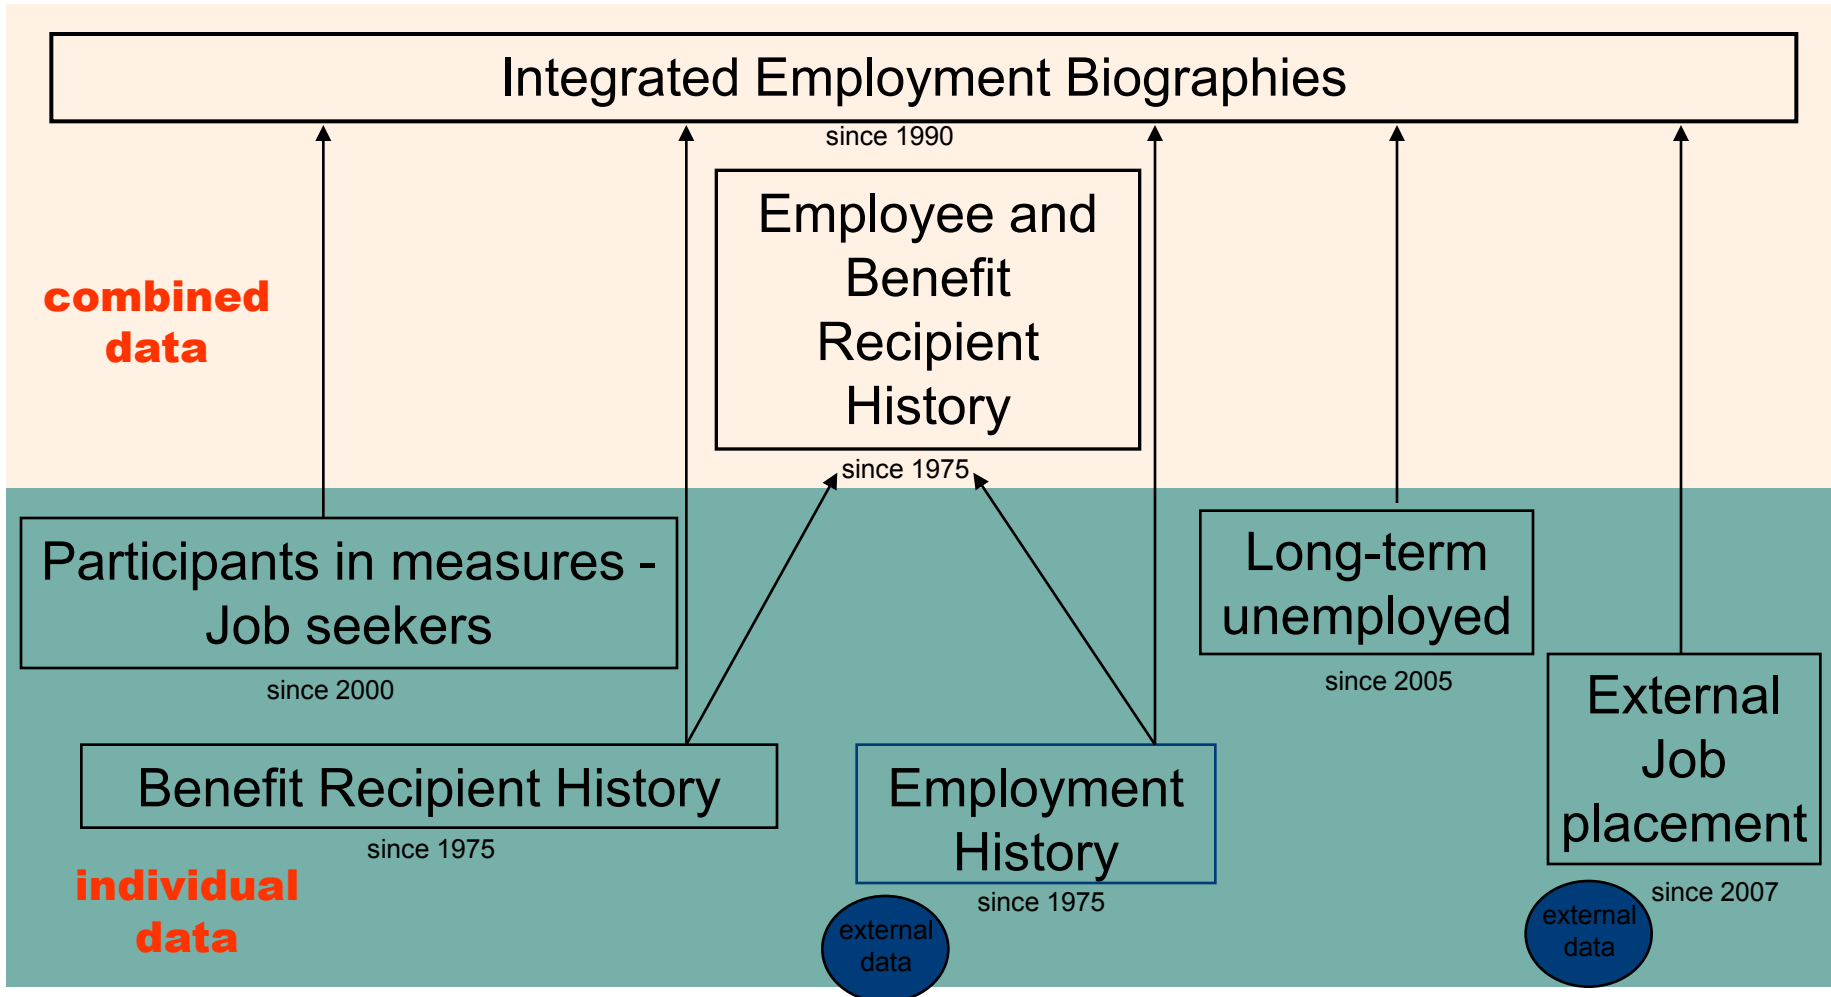 Integrated Employment Biographies
since 1990
Employee and
Benefit
Recipient
History
since 1975
combined
data
Participants in measures -
Job seekers
since 2000
Long-term
unemployed
since 2005
External
Job
placement
since 2007
Benefit Recipient History
since 1975
Employment
History
since 1975
individual
data
external
data
external
data